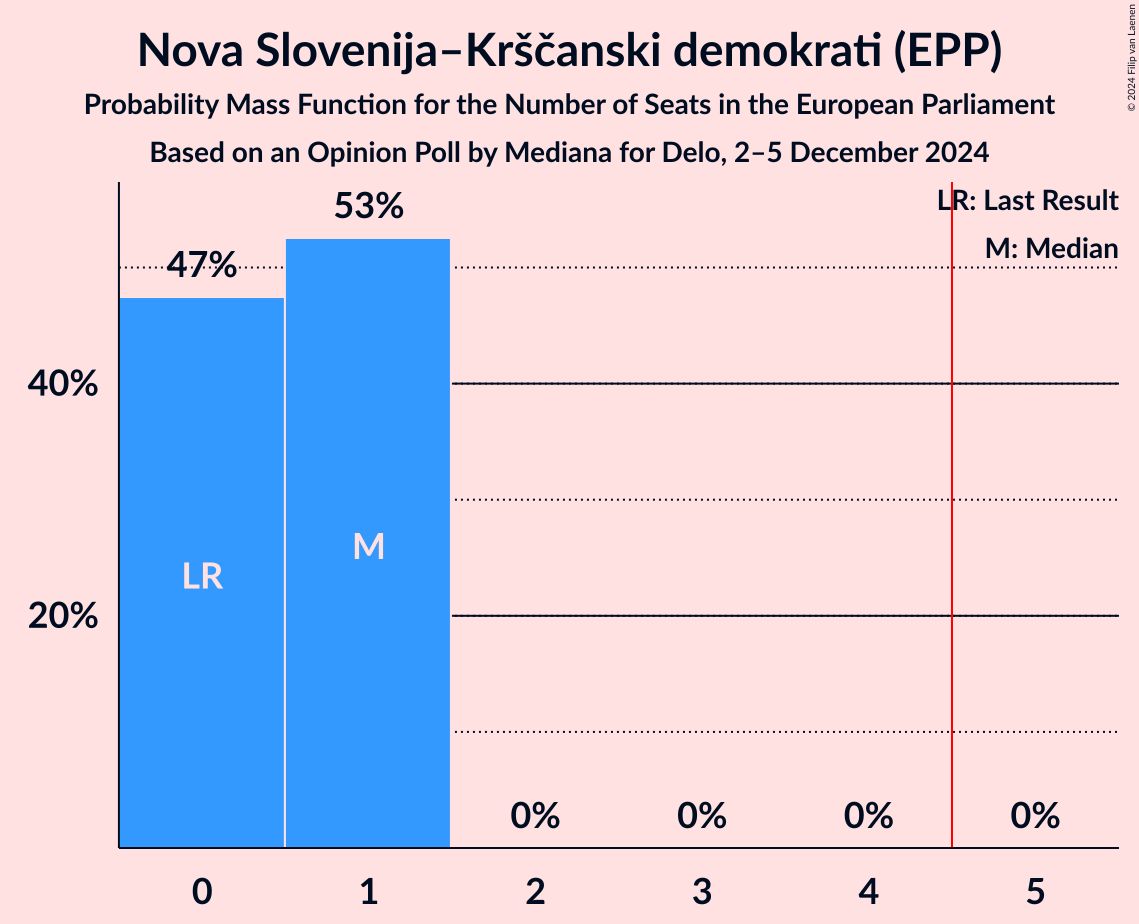 Nova Slovenija–Krščanski demokrati (EPP)
Probability Mass Function for the Number of Seats in the European Parliament
Based on an Opinion Poll by Mediana for Delo, 2–5 December 2024
© 2024 Filip van Laenen
LR: Last Result
M: Median
53%
47%
40%
20%
LR
M
0%
0%
0%
0%
0
1
2
3
4
5